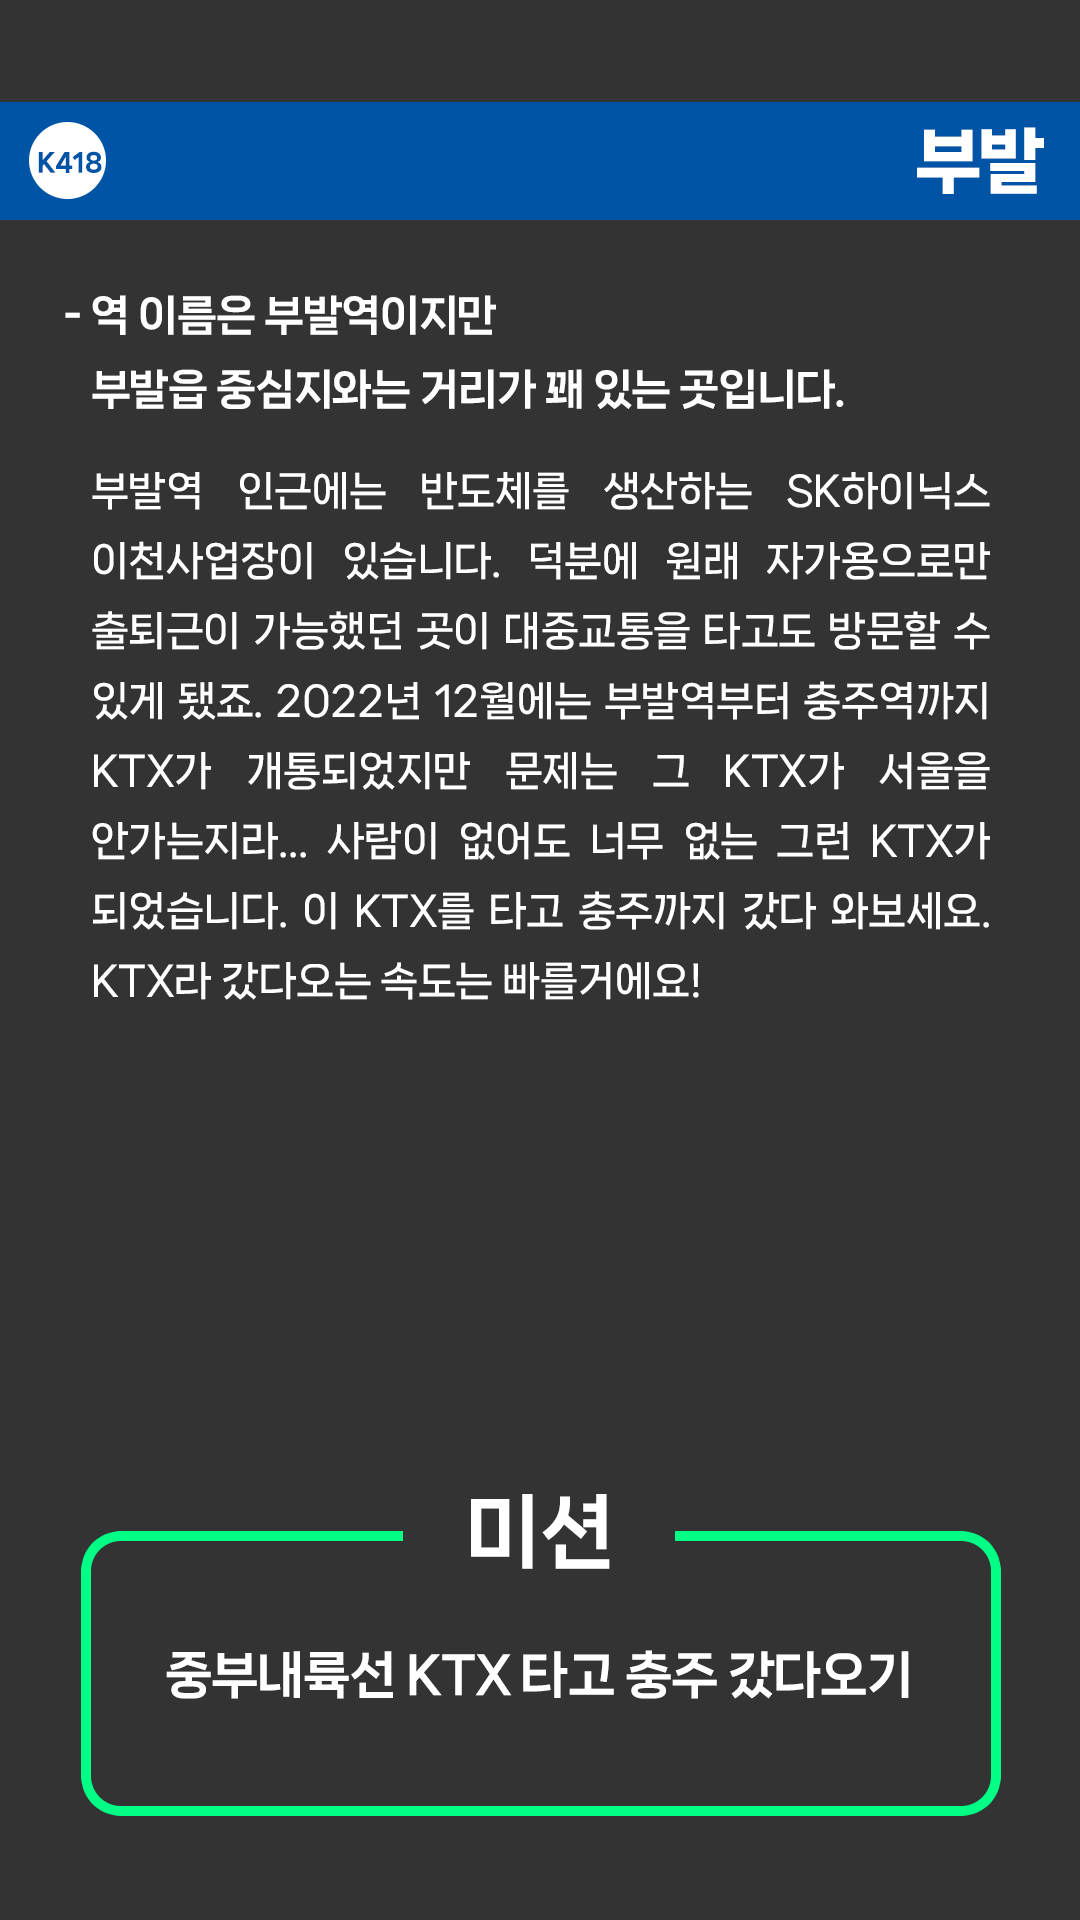 K418
부발
- 역 이름은 부발역이지만
부발읍 중심지와는 거리가 꽤 있는 곳입니다.
부발역 인근에는 반도체를 생산하는 SK하이닉스
이천사업장이 있습니다. 덕분에 원래 자가용으로만
출퇴근이 가능했던 곳이 대중교통을 타고도 방문할 수
있게 됐죠. 2022년 12월에는 부발역부터 충주역까지
KTX가 개통되었지만 문제는 그 KTX가 서울을
안가는지라... 사람이 없어도 너무 없는 그런 KTX가
되었습니다. 이 KTX를 타고 충주까지 갔다 와보세요.
KTX라 갔다오는 속도는 빠를거에요!
미션
중부내륙선 KTX 타고 충주 갔다오기